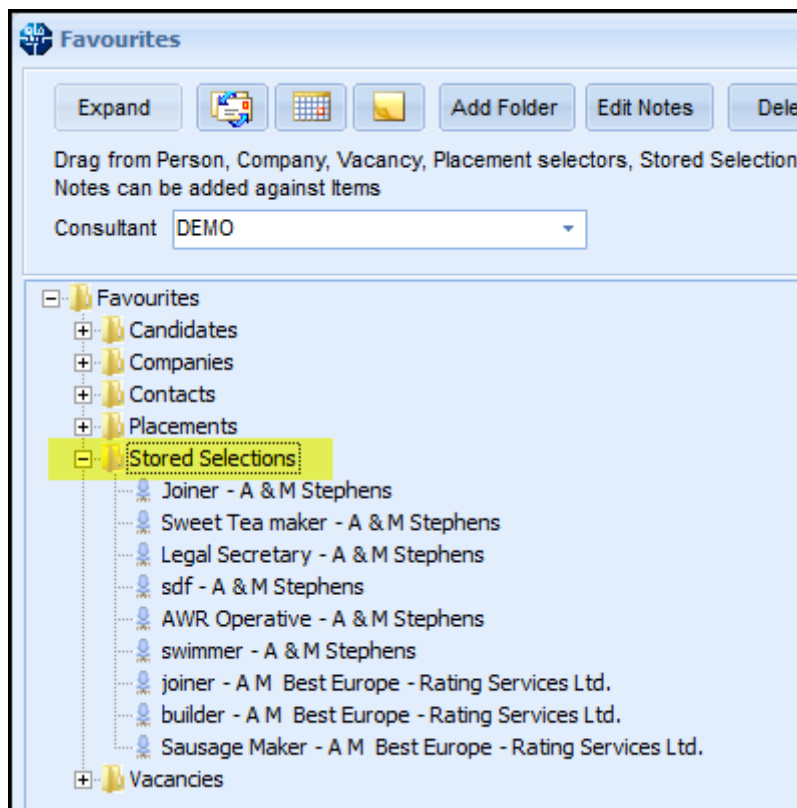 Favourites
Expand Add Folder Edit Notes Dele
Drag from Person, Company, Vacancy, Placement selectors, Stored Selection
Notes can be added against Items
Consultant DEMO
Favourites
Candidates
Companies
Contacts
Placements
Stored Selections
Joiner - A & M Stephens
Sweet Tea maker - A & M Stephens
Legal Secretary - A & M Stephens
sdf - A & M Stephens
AWR Operative - A & M Stephens
swimmer - A & M Stephens
joiner - A M Best Europe - Rating Services Ltd.
builder - A M Best Europe - Rating Services Ltd.
Sausage Maker - A M Best Europe - Rating Services Ltd.
Vacancies